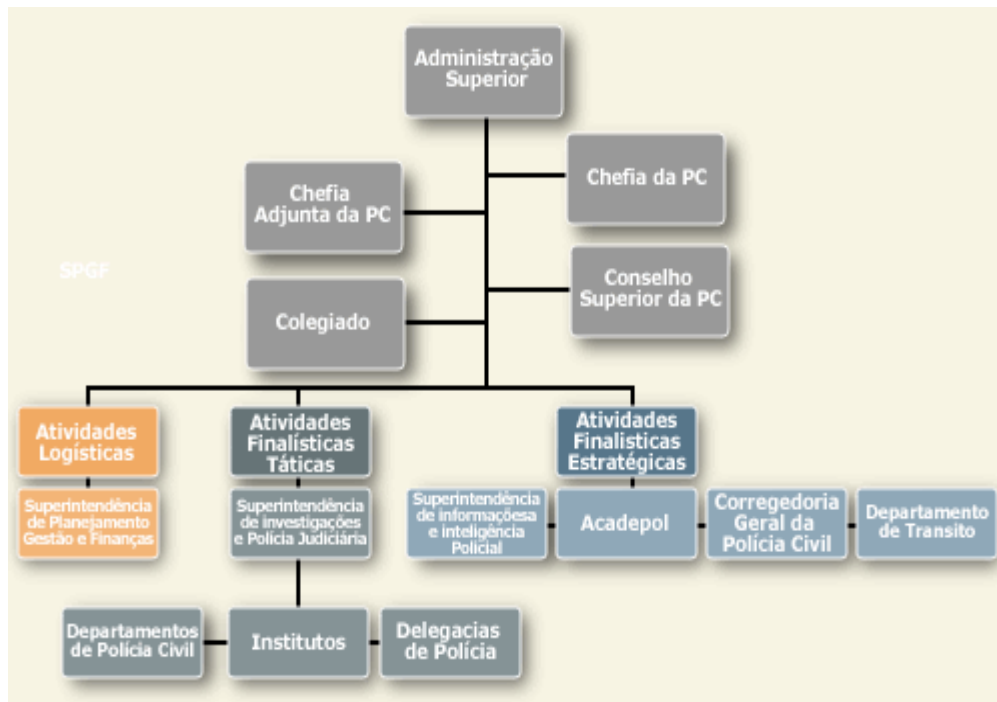 Administração
Superior
Chefia da PC
Chefia
Adjunta da PC
SPGF
Conselho
Superior da PC
Colegiado
Atividades
Logísticas
Atividades
Finalísticas
Táticas
Atividades
Finalisticas
Estratégicas
Superintendência
de Planejamento
Gestão e Finanças
Superintendência
de investigações
e Polícia Judiciária
Superintendência
de informaçõesa
e inteligência
Policial
Acadepol
Corregedoria
Geral da
Polícia Civil
Departamento
de Transito
Departamentos
de Polícia Civil
Institutos
Delegacias
de Polícia